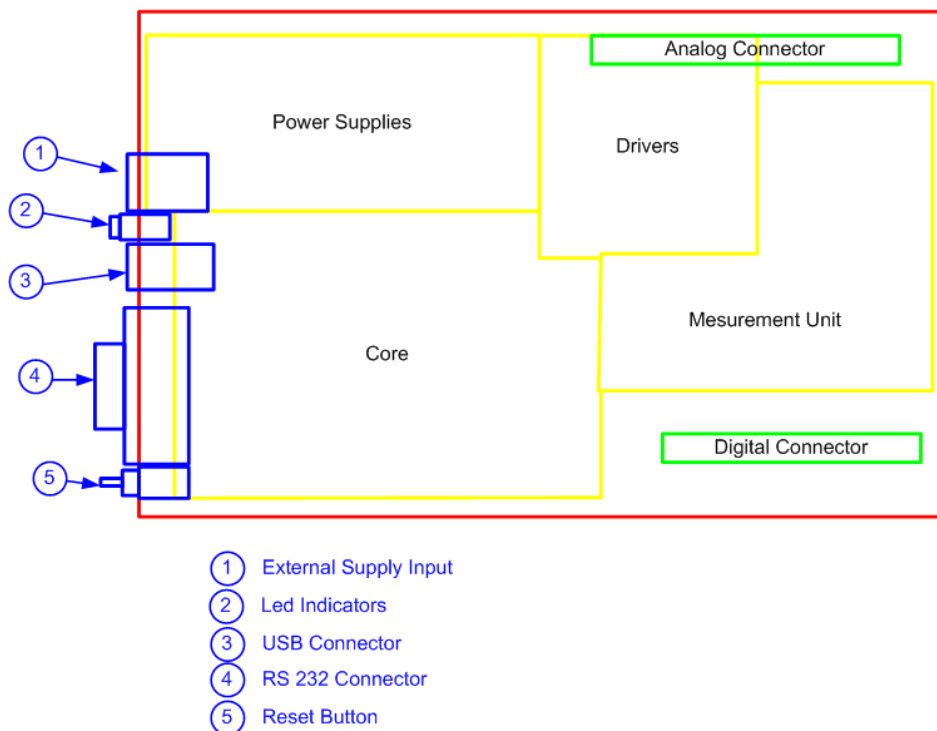 Analog Connector
Power Supplies
Drivers
1
2
3
Mesurement Unit
Core
4
Digital Connector
5
1 External Supply Input
2 Led Indicators
3 USB Connector
4 RS 232 Connector
5 Reset Button